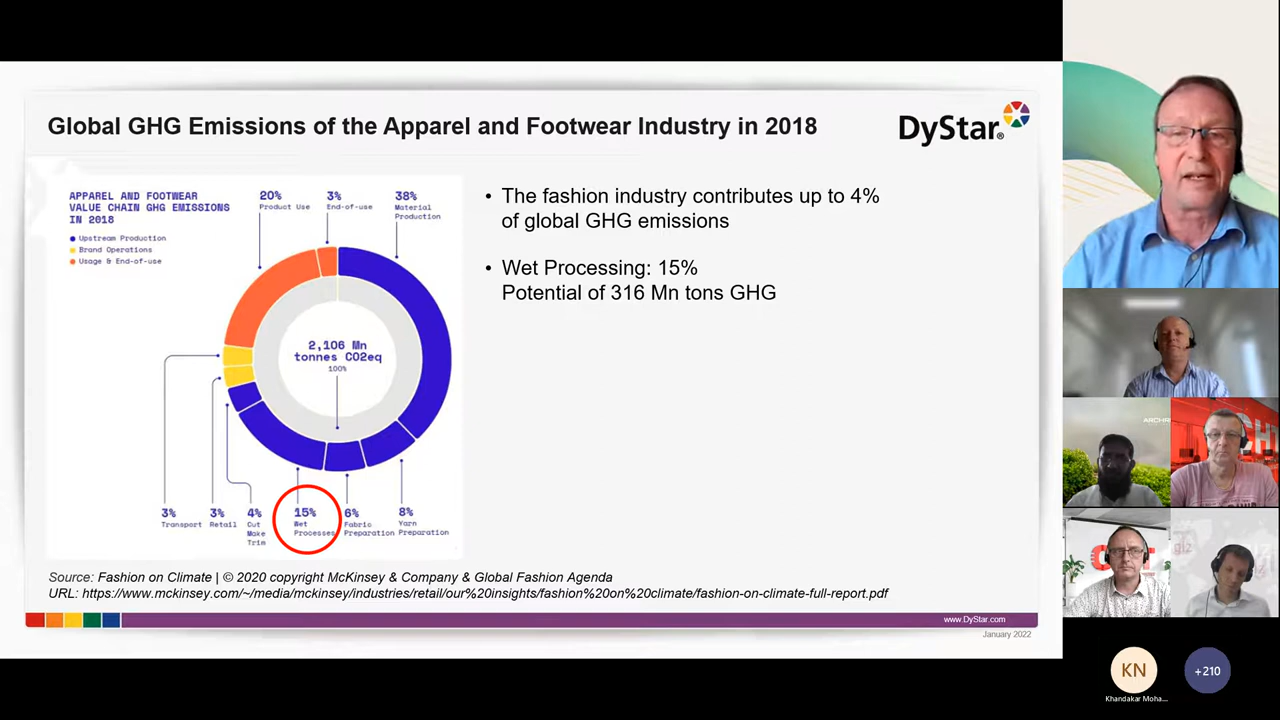 Global GHG Emissions of the Apparel and Footwear Industry in 2018
DyStar®
APPAREL AND FOOTWEAR
VALUE CHAIN GHG EMISSIONS
IN 2018
Upstream Production
Brand Operations
Usage & End-of-use
20%
Product Use
3%
End-of-use
38%
Material
Production
2,106 Mn
tonnes CO2eq
100%
3%
Transport
3%
Retail
4%
Cut
Make
Trim
15%
Wet
Processes
6%
Fabric
Preparation
8%
Yarn
Preparation
• The fashion industry contributes up to 4%
of global GHG emissions
• Wet Processing: 15%
Potential of 316 Mn tons GHG
Source: Fashion on Climate | © 2020 copyright McKinsey & Company & Global Fashion Agenda
URL: https://www.mckinsey.com/~/media/mckinsey/industries/retail/our%20insights/fashion%20on%20climate/fashion-on-climate-full-report.pdf
www.DyStar.com
January 2022
giz
KN
+210
Khandakar Moha...